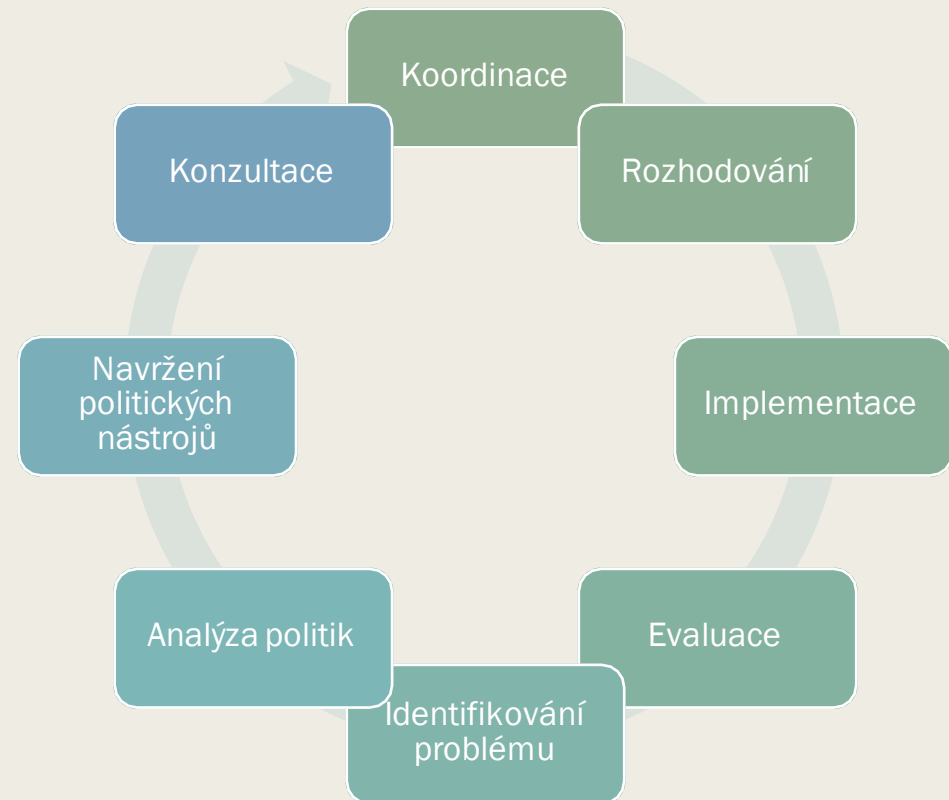 Koordinace
Rozhodování
Implementace
Evaluace
Identifikování
problému
Analýza politik
Navržení
politických
nástrojů
Konzultace